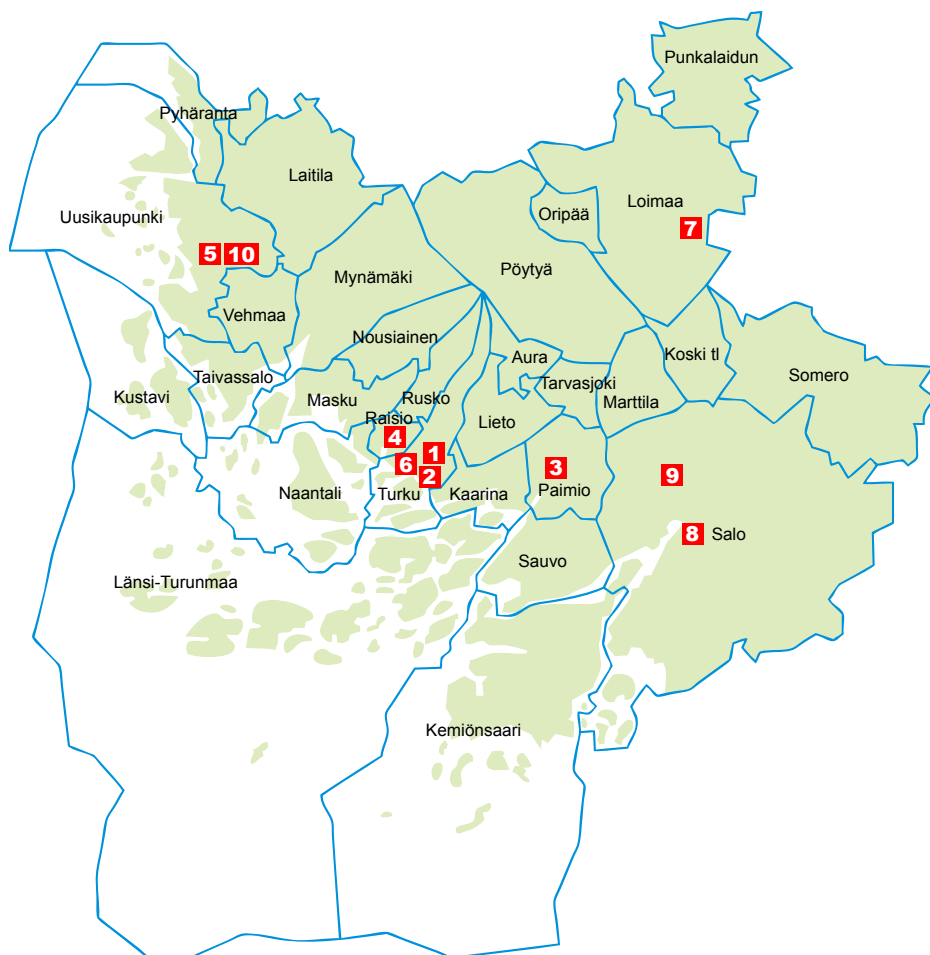 Punkalaidun
Pyhäranta
Laitila
Loimaa
Oripää
Uusikaupunki
7
5 10
Mynämäki
Pöytyä
Vehmaa
Nousiainen
Aura
Koski tl
Taivassalo
Tarvasjoki
Somero
Kustavi
Masku
Rusko
Marttila
Raisio
Lieto
4
1
6
2
3
9
Naantali
Turku
Kaarina
Paimio
8
Salo
Sauvo
Länsi-Turunmaa
Kemiönsaari